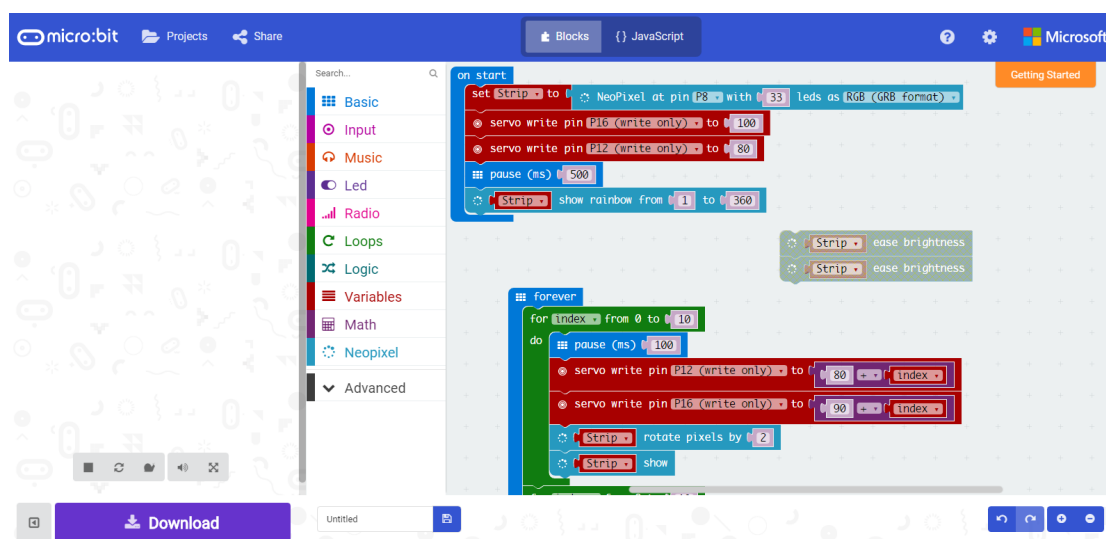 micro:bit Projects Share Blocks {} JavaScript ? Microsoft
Search...
Basic
Input
Music
Led
Radio
Loops
Logic
Variables
Math
Neopixel
Advanced
Getting Started
on start
set Strip to NeoPixel at pin P8 with 33 leds as RGB (GRB format)
servo write pin P16 (write only) to 100
servo write pin P12 (write only) to 80
pause (ms) 500
Strip show rainbow from 1 to 360
Strip ease brightness
Strip ease brightness
forever
for index from 0 to 10
do pause (ms) 100
servo write pin P12 (write only) to 80 + index
servo write pin P16 (write only) to 90 + index
Strip rotate pixels by 2
Strip show
Download
Untitled